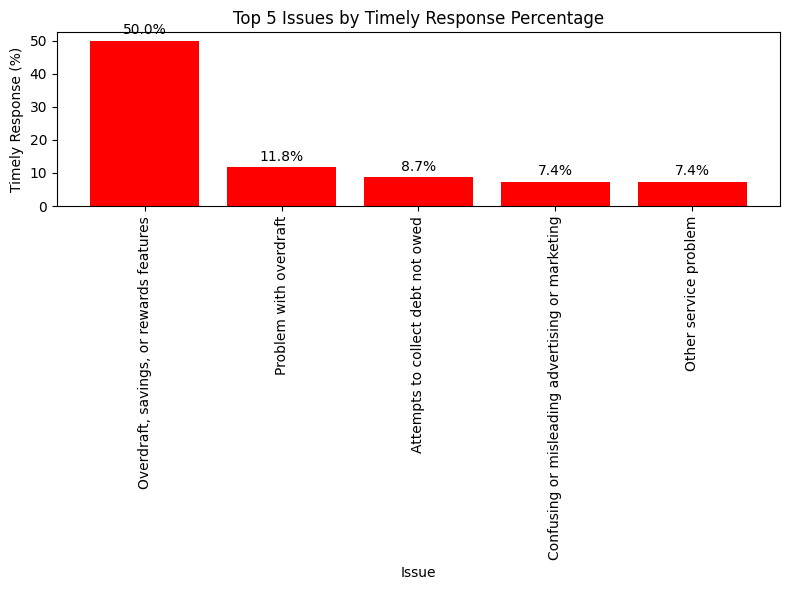 Top 5 Issues by Timely Response Percentage
Timely Response (%)
50
40
30
20
10
0
50.0%
11.8%
8.7%
7.4%
7.4%
Overdraft, savings, or rewards features
Problem with overdraft
Attempts to collect debt not owed
Confusing or misleading advertising or marketing
Other service problem
Issue